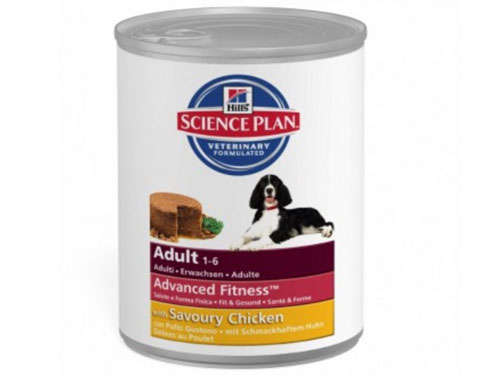 Hill's
SCIENCE PLAN™
VETERINARY
FORMULATED
Adult 1-6
Adulti • Erwachsen • Adulte
Advanced Fitness™
Salute • Forma Fisica • Fit & Gesund • Santé & Forme
with Savoury Chicken
con Pollo Gustoso • mit Schmackhaftem Huhn
Délices au Poulet